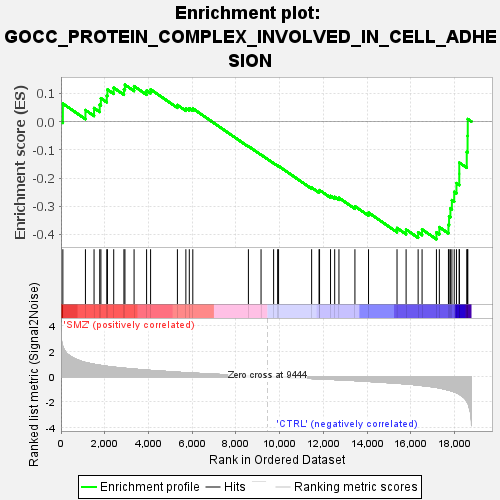 Enrichment plot:
GOCC_PROTEIN_COMPLEX_INVOLVED_IN_CELL_ADHE
SION
Enrichment score (ES)
0.1
0.0
-0.1
-0.2
-0.3
-0.4
'SMZ' (positively correlated)
Ranked list metric (Signal2Noise)
4
2
0
-2
-4
Zero cross at 9444
'CTRL' (negatively correlated)
0
2,000
4,000
6,000
8,000
10,000
12,000
14,000
16,000
18,000
Rank in Ordered Dataset
Enrichment profile
Hits
Ranking metric scores